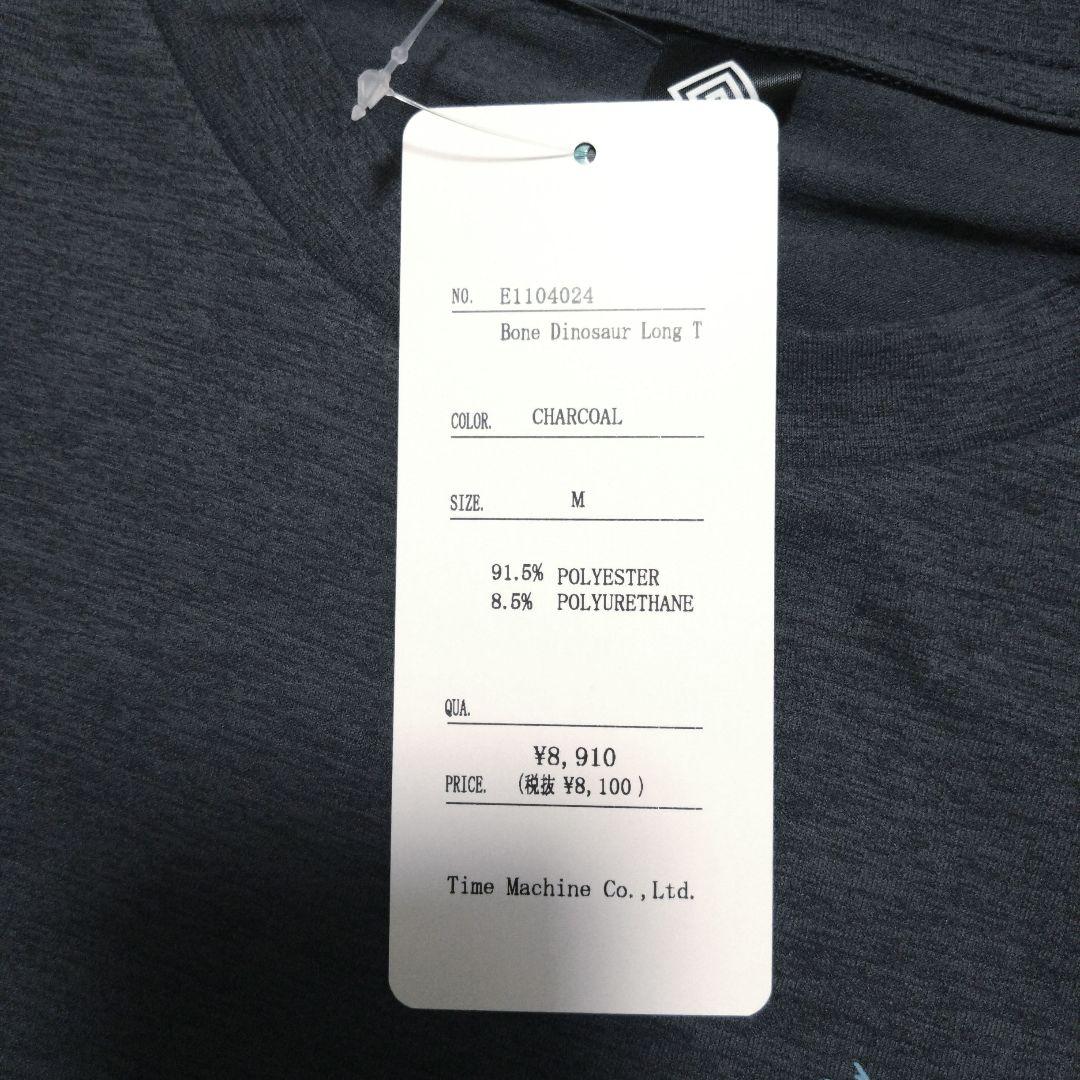 NO. E1104024
Bone Dinosaur Long T
COLOR. CHARCOAL
SIZE. M
91.5% POLYESTER
8.5% POLYURETHANE
QUA.
¥8,910
PRICE. (税抜 ¥8,100)
Time Machine Co.,Ltd.